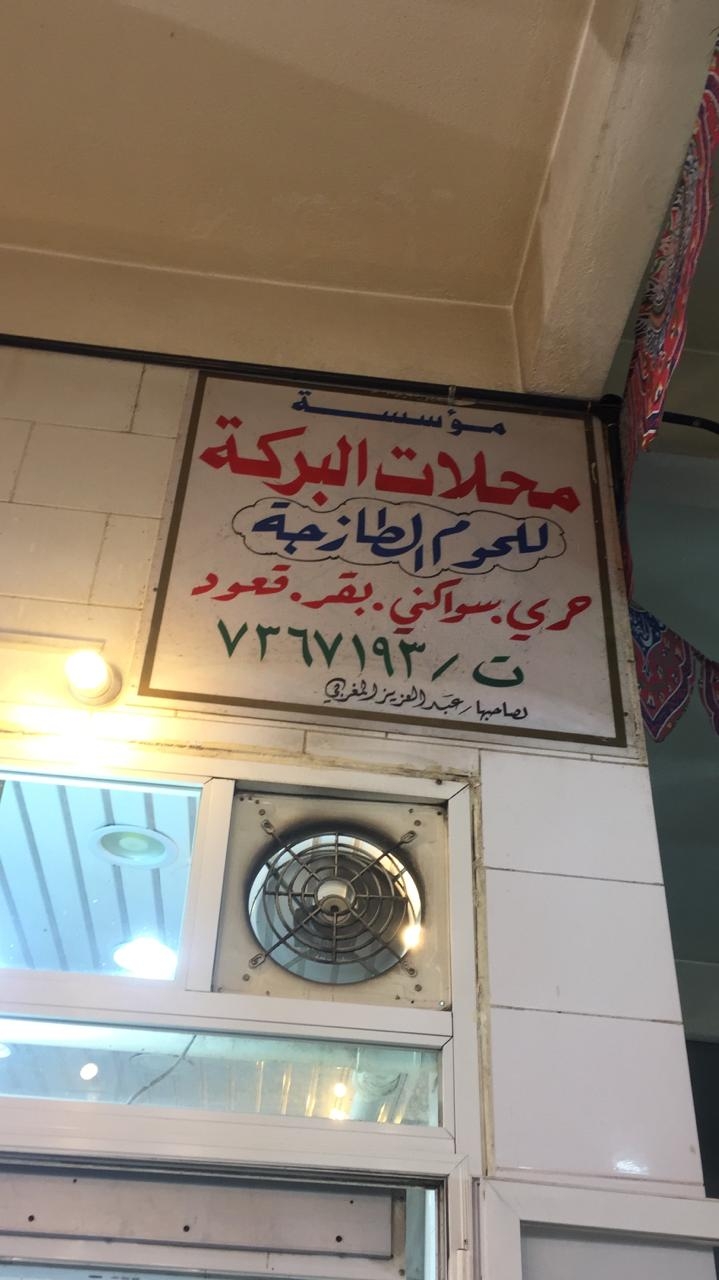 مؤسسة
محلات البركة
للحوم الطازجة
حري . سواكني . بقر . قعود
ت / ٧٣٦٧١٩٣
لصاحبها / عبد العزيز المغربي